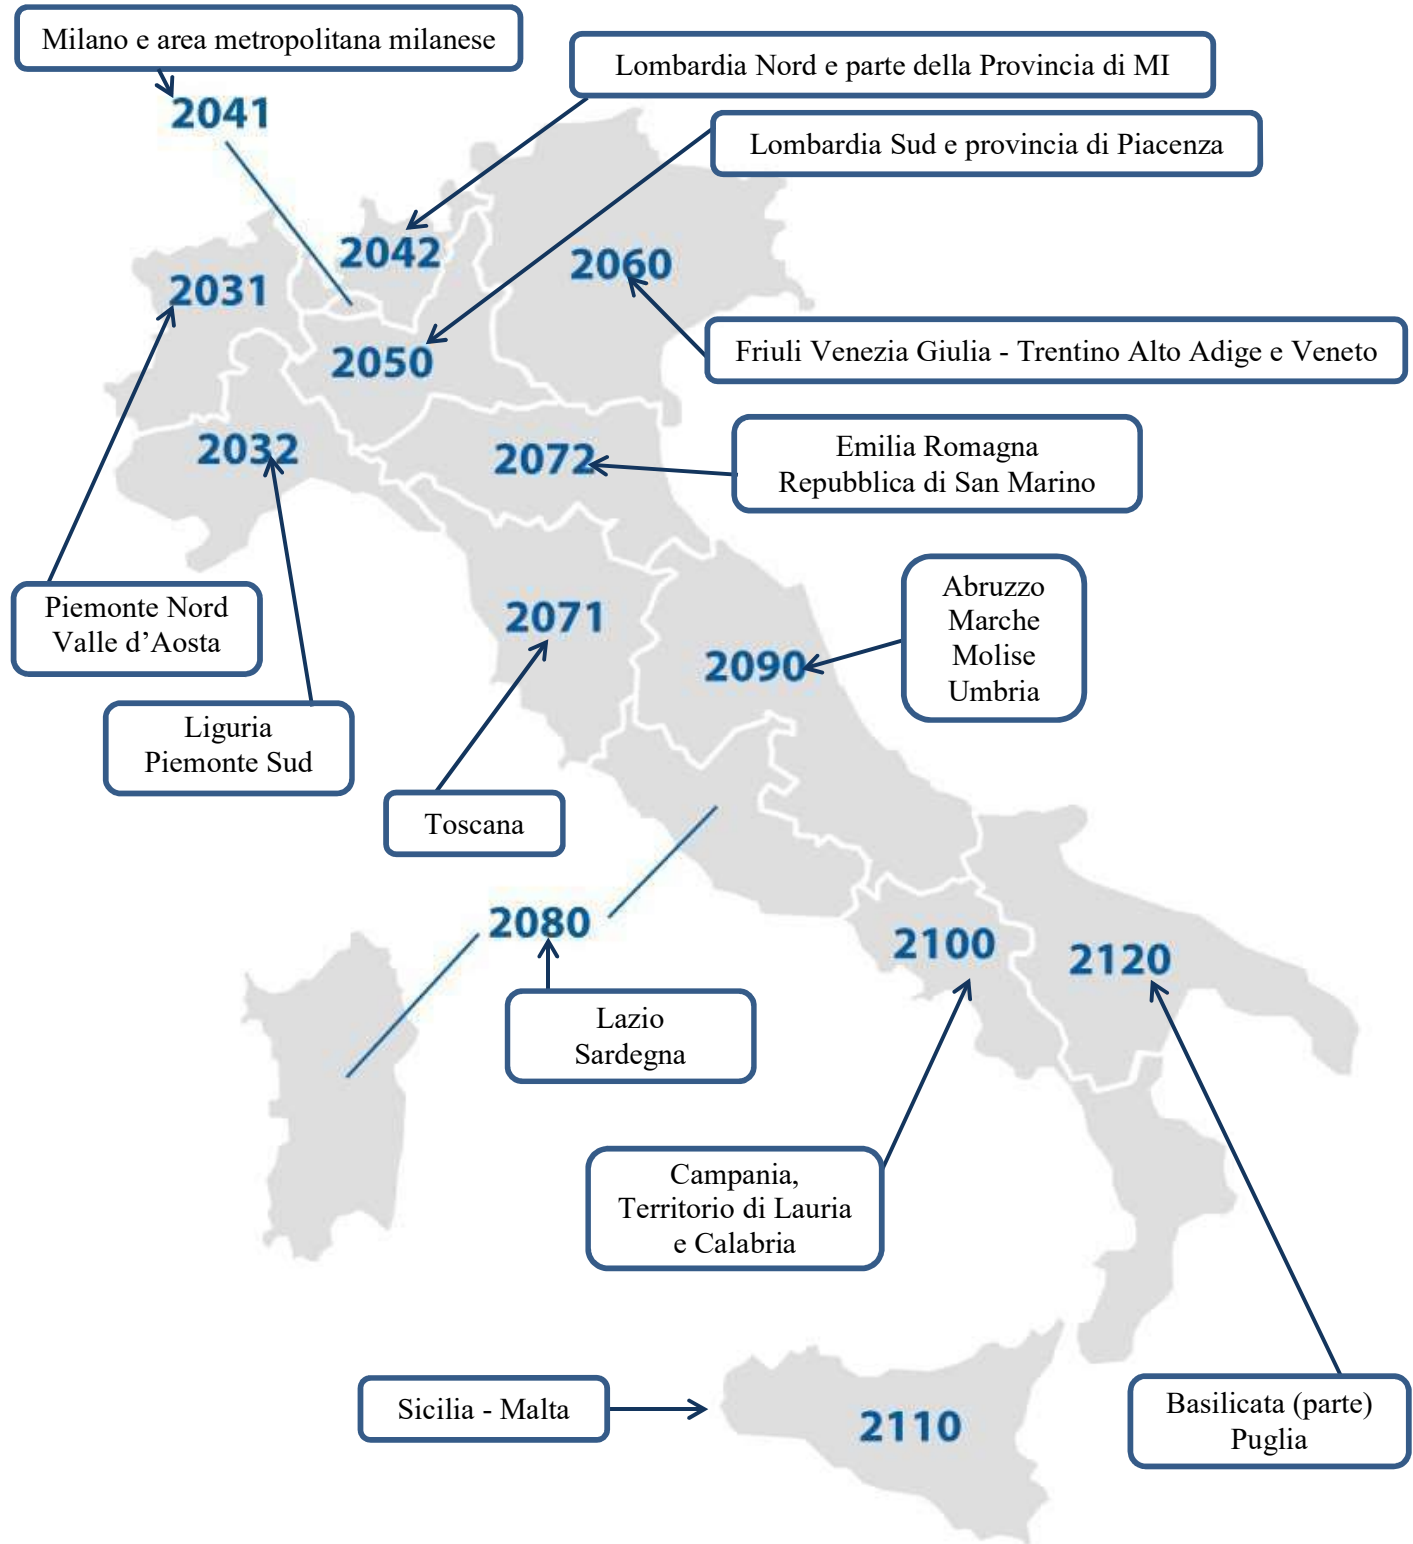 Milano e area metropolitana milanese
Lombardia Nord e parte della Provincia di MI
2041
Lombardia Sud e provincia di Piacenza
2042
2060
2031
Friuli Venezia Giulia - Trentino Alto Adige e Veneto
2050
2032
2072
Emilia Romagna
Repubblica di San Marino
Piemonte Nord
Valle d’Aosta
2071
Abruzzo
Marche
Molise
Umbria
2090
Liguria
Piemonte Sud
Toscana
2080
2100
2120
Lazio
Sardegna
Campania,
Territorio di Lauria
e Calabria
Sicilia - Malta
2110
Basilicata (parte)
Puglia